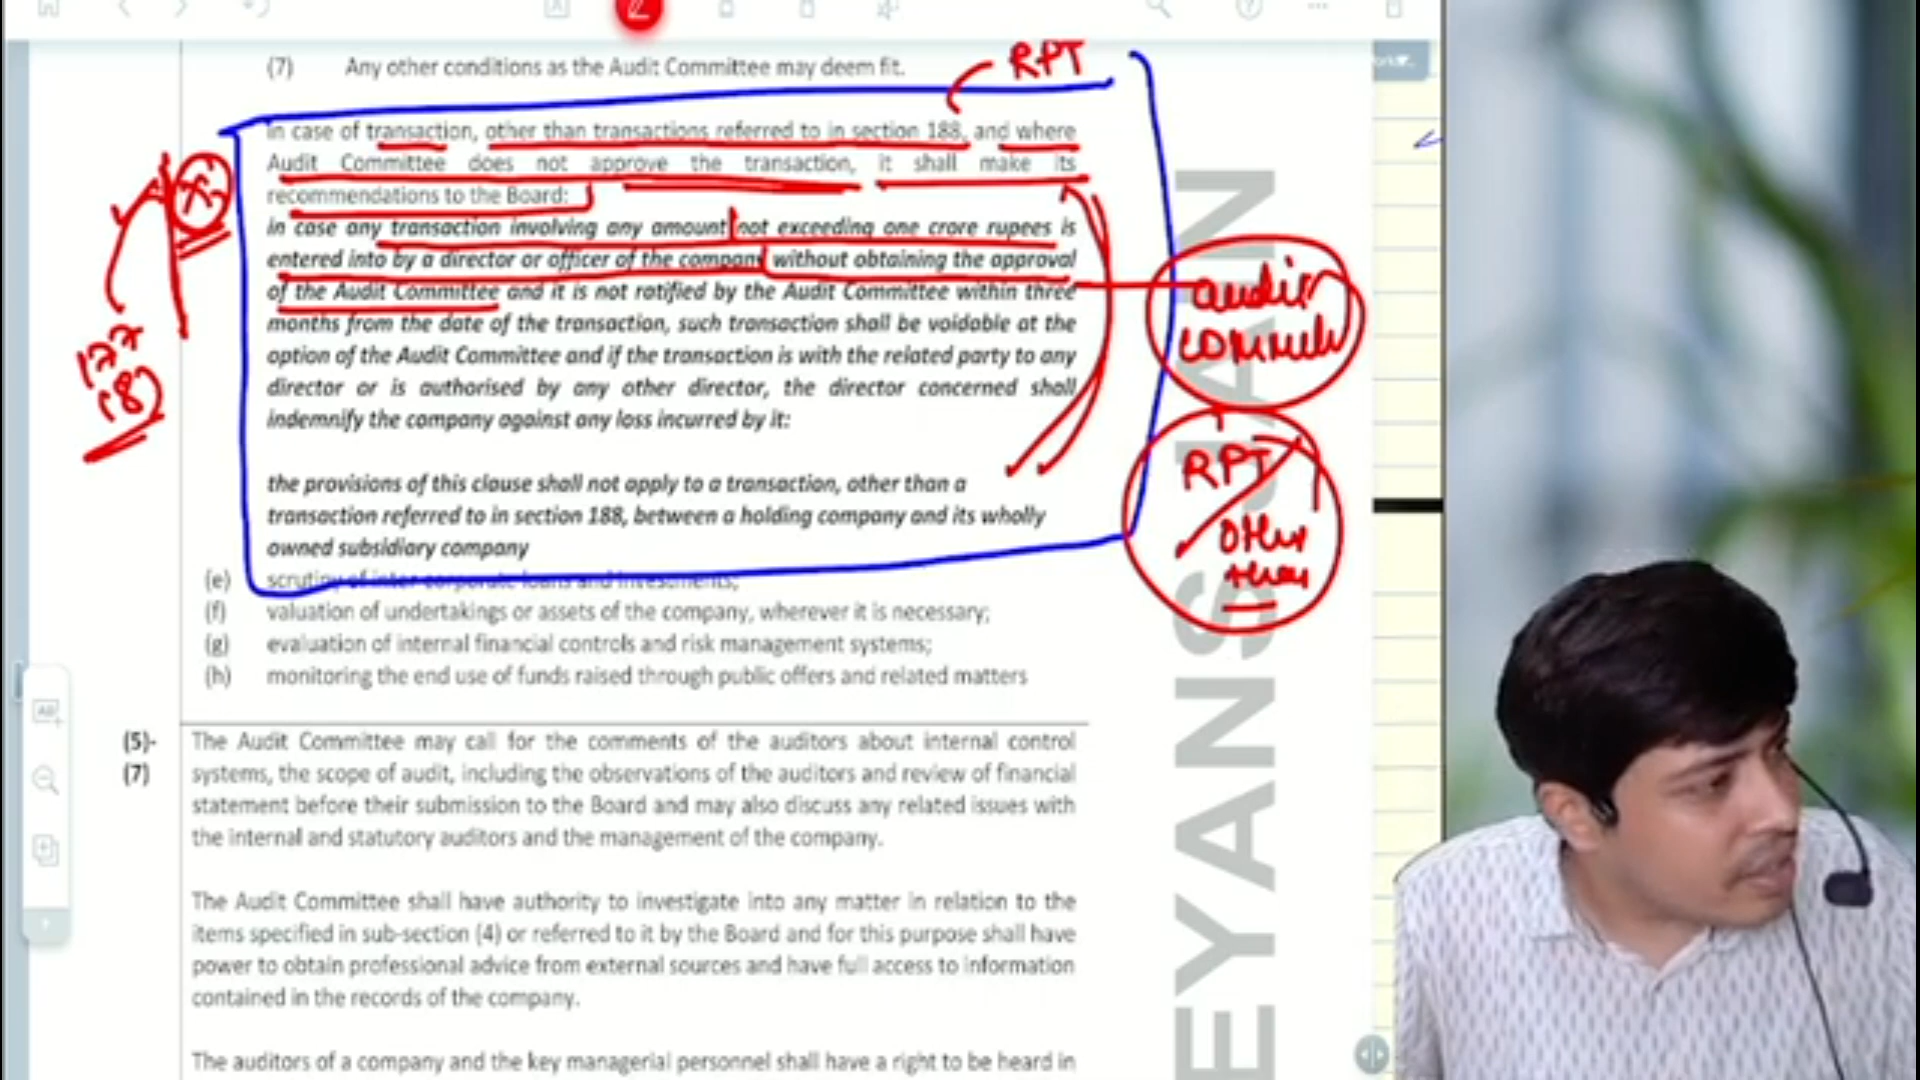 (7) Any other conditions as the Audit Committee may deem fit.
RPT
In case of transaction, other than transactions referred to in section 188, and where
Audit Committee does not approve the transaction, it shall make its
recommendations to the Board:
In case any transaction involving any amount not exceeding one crore rupees is
entered into by a director or officer of the company without obtaining the approval
of the Audit Committee and it is not ratified by the Audit Committee within three
months from the date of the transaction, such transaction shall be voidable at the
option of the Audit Committee and if the transaction is with the related party to any
director or is authorised by any other director, the director concerned shall
indemnify the company against any loss incurred by it:
177
audit
RPT
other
than
the provisions of this clause shall not apply to a transaction, other than a
transaction referred to in section 188, between a holding company and its wholly
owned subsidiary company
(e) scrutiny of inter-corporate loans and investments;
(f) valuation of undertakings or assets of the company, wherever it is necessary;
(g) evaluation of internal financial controls and risk management systems;
(h) monitoring the end use of funds raised through public offers and related matters
(5)- The Audit Committee may call for the comments of the auditors about internal control
(7) systems, the scope of audit, including the observations of the auditors and review of financial
statement before their submission to the Board and may also discuss any related issues with
the internal and statutory auditors and the management of the company.
The Audit Committee shall have authority to investigate into any matter in relation to the
items specified in sub-section (4) or referred to it by the Board and for this purpose shall have
power to obtain professional advice from external sources and have full access to information
contained in the records of the company.
The auditors of a company and the key managerial personnel shall have a right to be heard in
EYANS JAIN